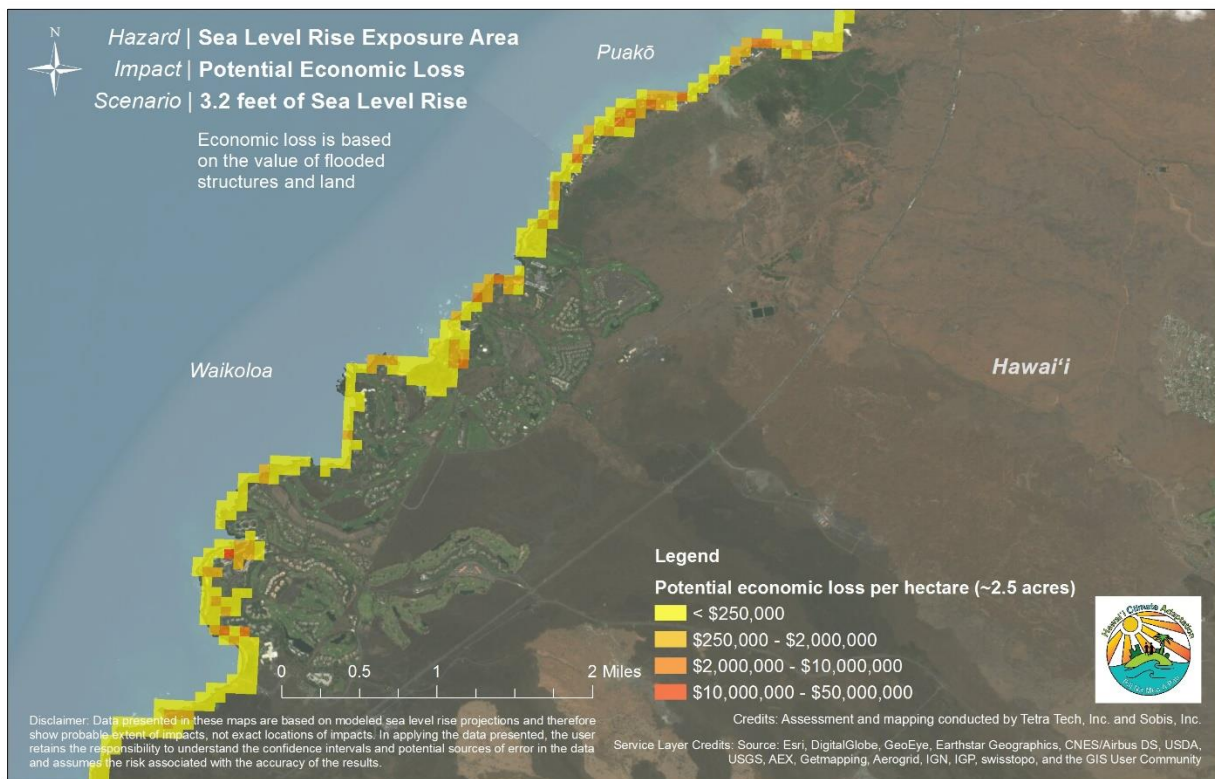 N
Hazard | Sea Level Rise Exposure Area
Impact | Potential Economic Loss
Scenario | 3.2 feet of Sea Level Rise
Economic loss is based
on the value of flooded
structures and land
Puakō
Waikoloa
Hawaiʻi
Legend
Potential economic loss per hectare (~2.5 acres)
< $250,000
$250,000 - $2,000,000
$2,000,000 - $10,000,000
$10,000,000 - $50,000,000
0 0.5 1 2 Miles
Hawaiʻi Climate Adaptation
Disclaimer: Data presented in these maps are based on modeled sea level rise projections and therefore
show probable extent of impacts, not exact locations of impacts. In applying the data presented, the user
retains the responsibility to understand the confidence intervals and potential sources of error in the data
and assumes the risk associated with the accuracy of the results.
Credits: Assessment and mapping conducted by Tetra Tech, Inc. and Sobis, Inc.
Service Layer Credits: Source: Esri, DigitalGlobe, GeoEye, Earthstar Geographics, CNES/Airbus DS, USDA,
USGS, AEX, Getmapping, Aerogrid, IGN, IGP, swisstopo, and the GIS User Community